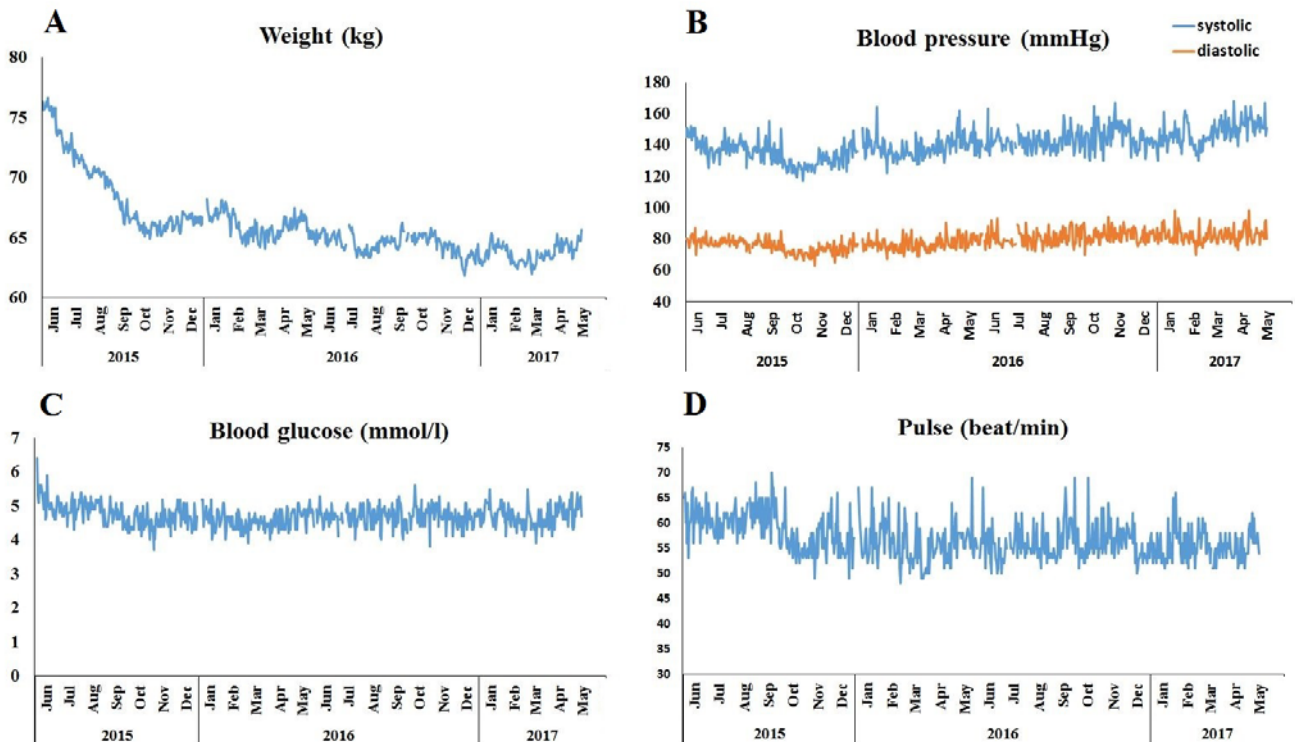 A
Weight (kg)
80
75
70
65
60
Jun Jul Aug Sep Oct Nov Dec Jan Feb Mar Apr May Jun Jul Aug Sep Oct Nov Dec Jan Feb Mar Apr May
2015 2016 2017
B
Blood pressure (mmHg)
systolic
diastolic
180
160
140
120
100
80
60
40
Jun Jul Aug Sep Oct Nov Dec Jan Feb Mar Apr May Jun Jul Aug Sep Oct Nov Dec Jan Feb Mar Apr May
2015 2016 2017
C
Blood glucose (mmol/l)
7
6
5
4
3
2
1
0
Jun Jul Aug Sep Oct Nov Dec Jan Feb Mar Apr May Jun Jul Aug Sep Oct Nov Dec Jan Feb Mar Apr May
2015 2016 2017
D
Pulse (beat/min)
75
70
65
60
55
50
45
40
35
30
Jun Jul Aug Sep Oct Nov Dec Jan Feb Mar Apr May Jun Jul Aug Sep Oct Nov Dec Jan Feb Mar Apr May
2015 2016 2017